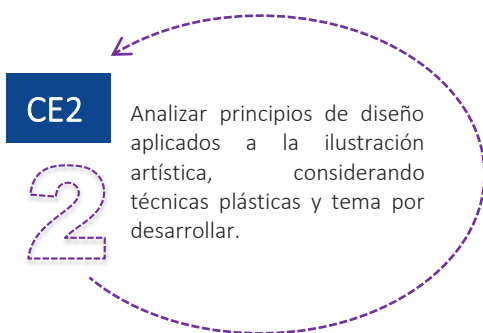 CE2
2
Analizar principios de diseño
aplicados a la ilustración
artística, considerando
técnicas plásticas y tema por
desarrollar.